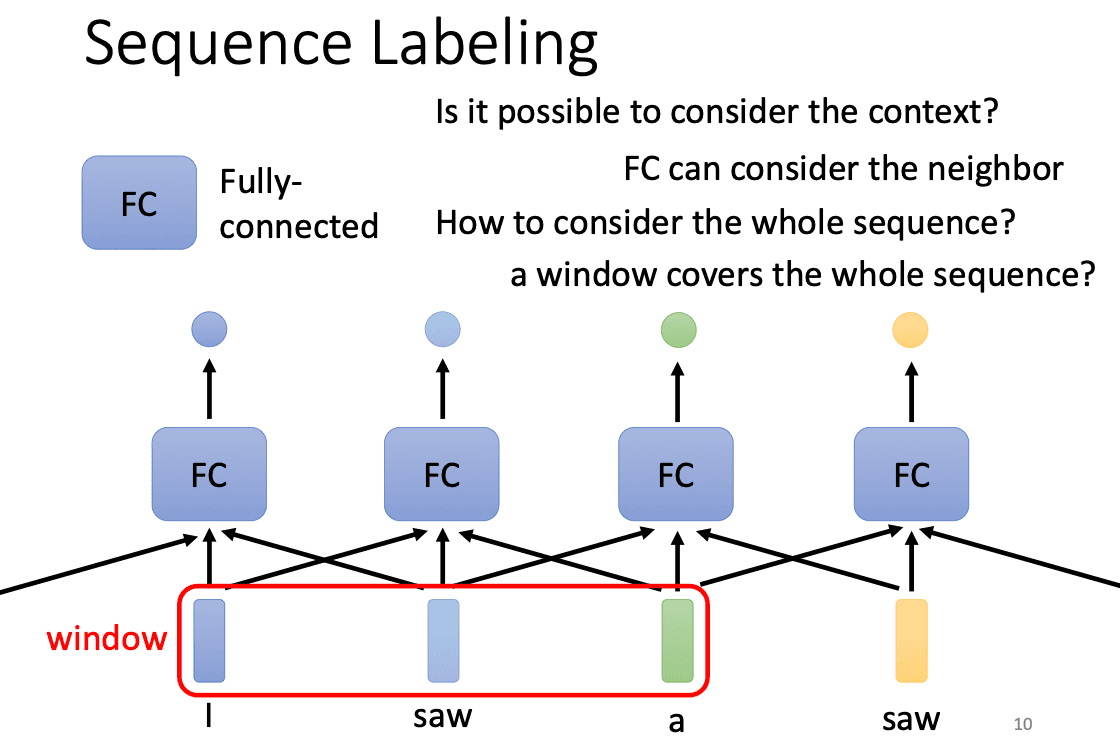 Sequence Labeling
Is it possible to consider the context?
FC can consider the neighbor
How to consider the whole sequence?
a window covers the whole sequence?
FC
Fully-
connected
FC
FC
FC
FC
window
I
saw
a
saw
10